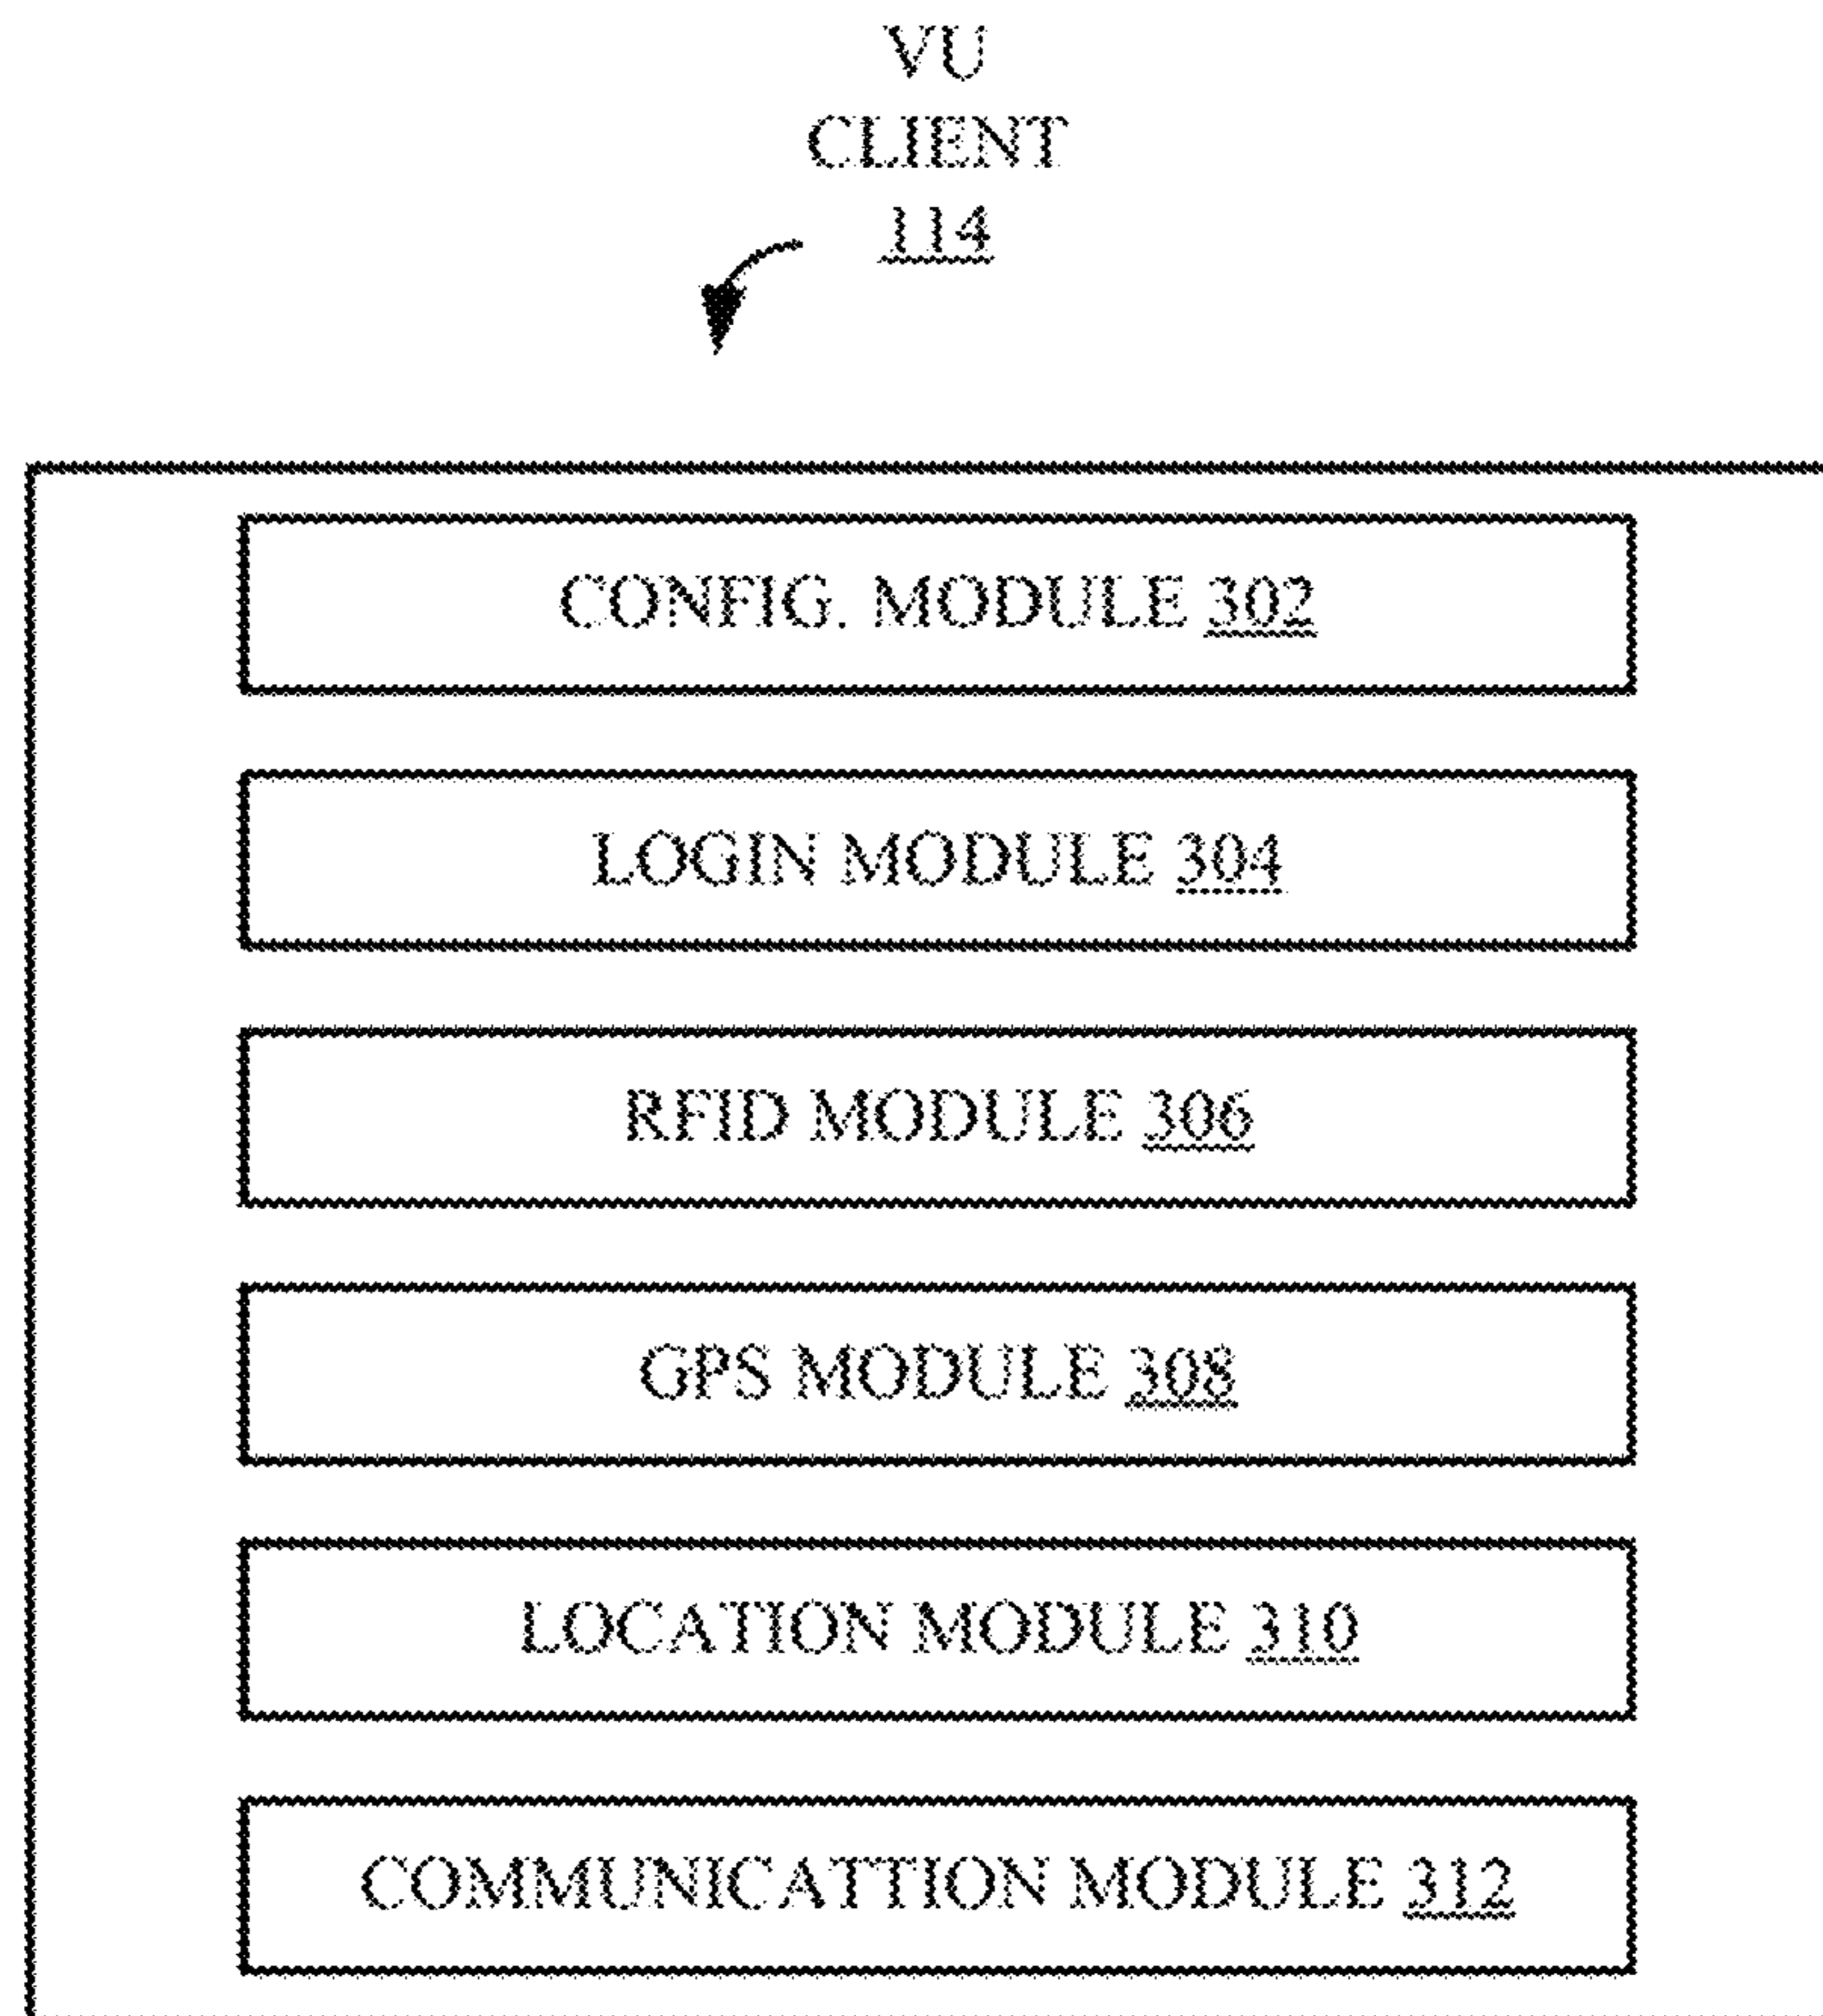 VU
CLIENT
114
CONFIG. MODULE 302
LOGIN MODULE 304
RFID MODULE 306
GPS MODULE 308
LOCATION MODULE 310
COMMUNICATTION MODULE 312